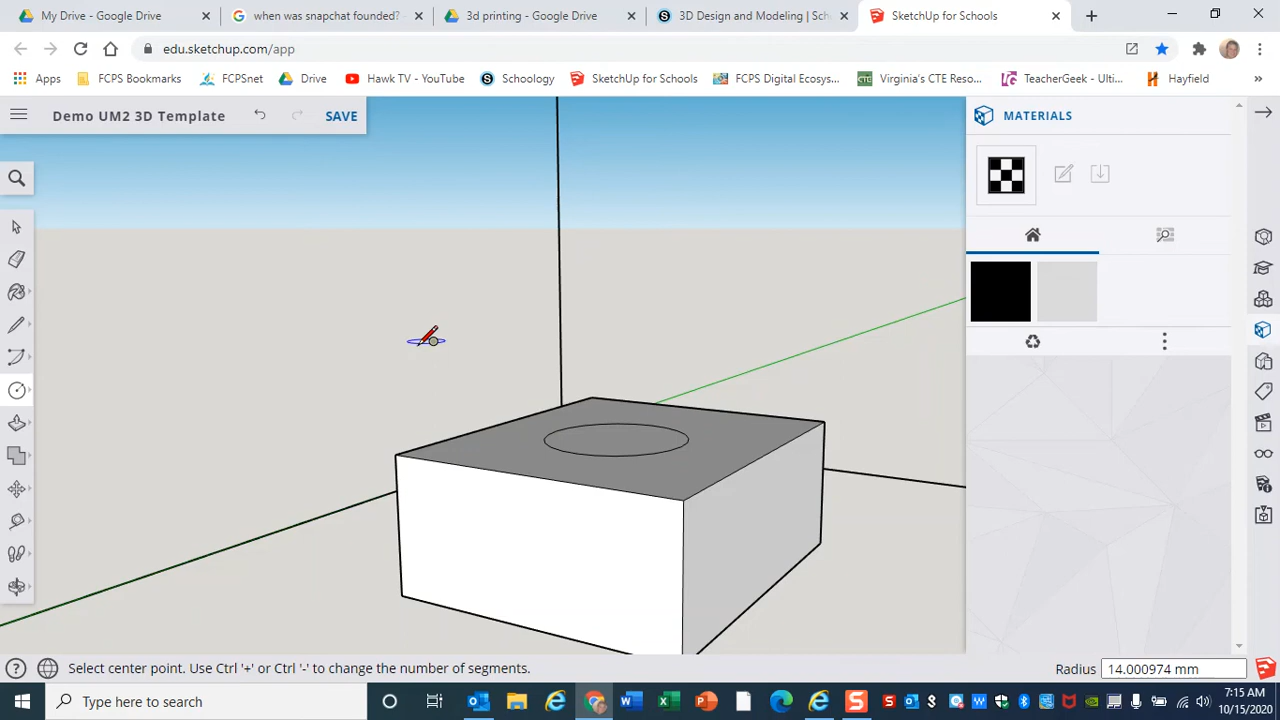 My Drive - Google Drive
when was snapchat founded?
3d printing - Google Drive
3D Design and Modeling | Sch
SketchUp for Schools
edu.sketchup.com/app
Apps
FCPS Bookmarks
FCPSnet
Drive
Hawk TV - YouTube
Schoology
SketchUp for Schools
FCPS Digital Ecosys...
Virginia's CTE Reso...
TeacherGeek - Ulti...
Hayfield
Demo UM2 3D Template
SAVE
MATERIALS
Select center point. Use Ctrl '+' or Ctrl '-' to change the number of segments.
Radius
14.000974 mm
Type here to search
7:15 AM
10/15/2020